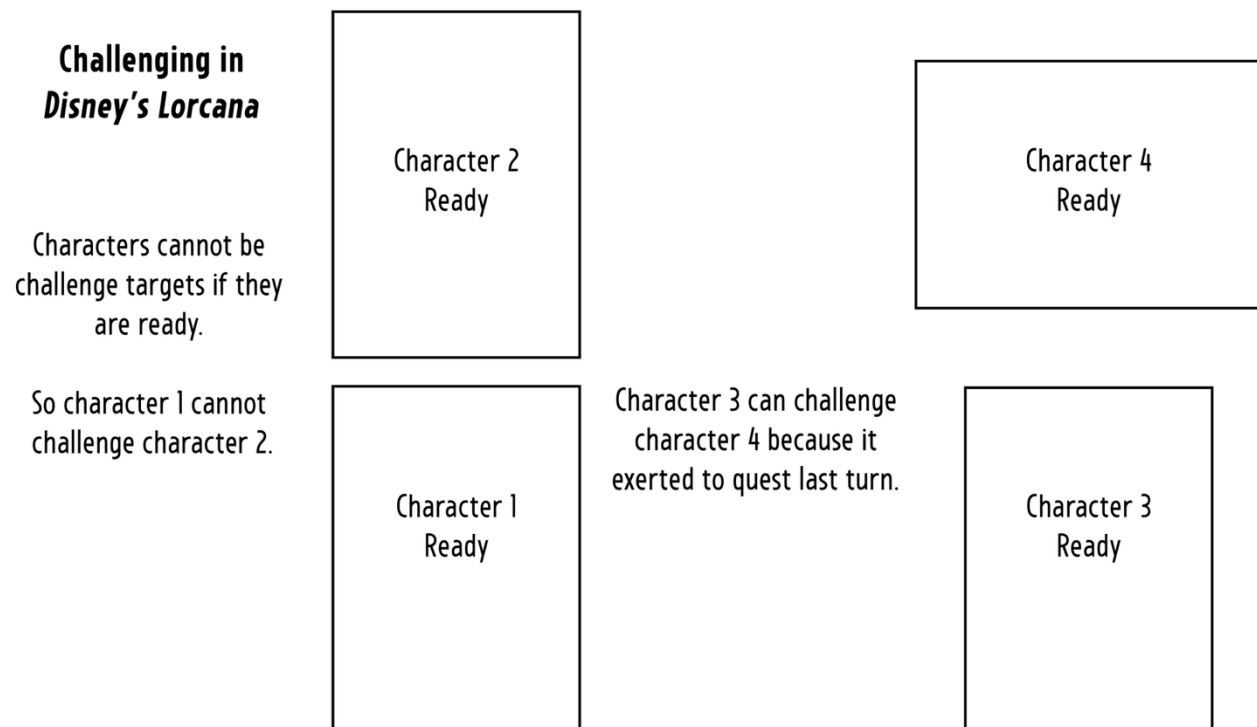 Challenging in
Disney's Lorcana
Characters cannot be
challenge targets if they
are ready.
So character 1 cannot
challenge character 2.
Character 2
Ready
Character 1
Ready
Character 3 can challenge
character 4 because it
exerted to quest last turn.
Character 4
Ready
Character 3
Ready